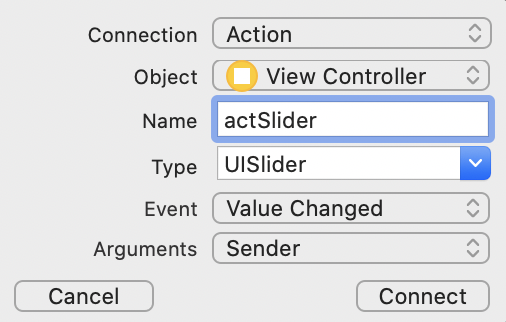 Connection Action
Object View Controller
Name actSlider
Type UISlider
Event Value Changed
Arguments Sender
Cancel Connect